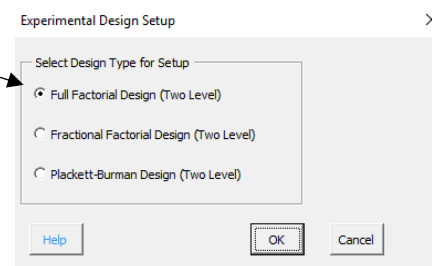 Experimental Design Setup
Select Design Type for Setup
Full Factorial Design (Two Level)
Fractional Factorial Design (Two Level)
Plackett-Burman Design (Two Level)
Help OK Cancel